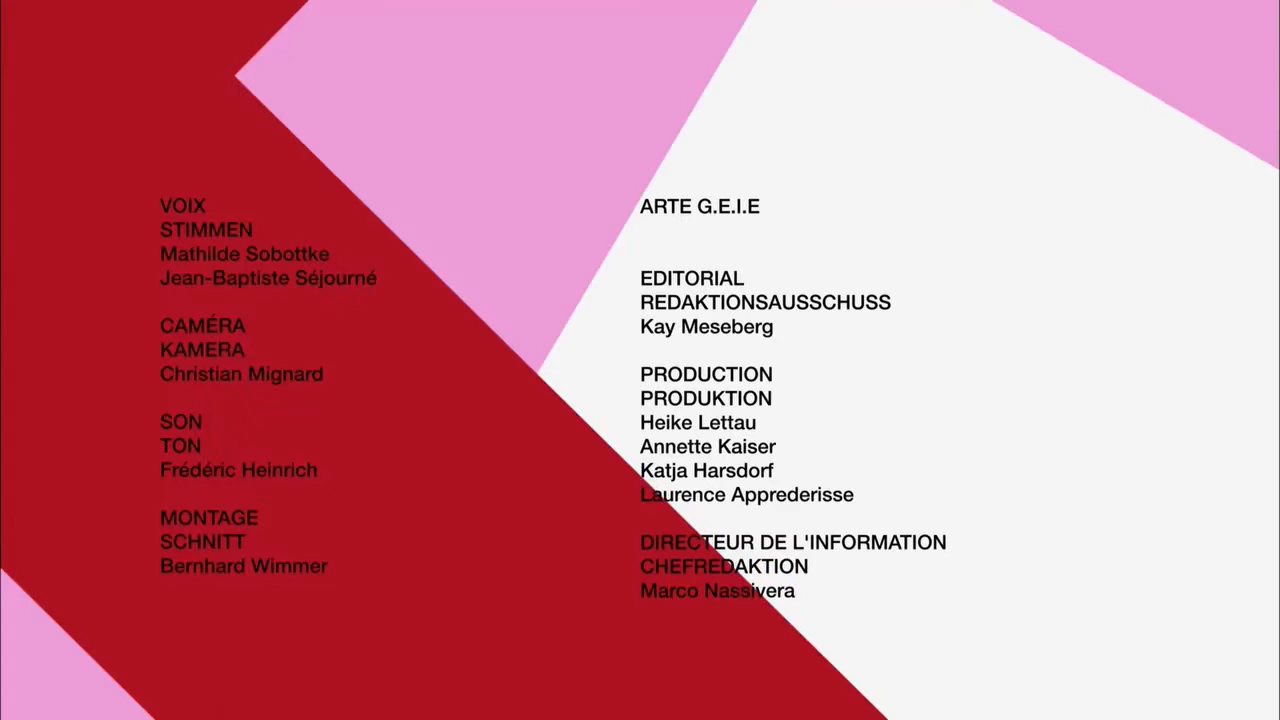 VOIX
STIMMEN
Mathilde Sobottke
Jean-Baptiste Séjourné
CAMÉRA
KAMERA
Christian Mignard
SON
TON
Frédéric Heinrich
MONTAGE
SCHNITT
Bernhard Wimmer
ARTE G.E.I.E
EDITORIAL
REDAKTIONSAUSSCHUSS
Kay Meseberg
PRODUCTION
PRODUKTION
Heike Lettau
Annette Kaiser
Katja Harsdorf
Laurence Apprederisse
DIRECTEUR DE L'INFORMATION
CHEFREDAKTION
Marco Nassivera